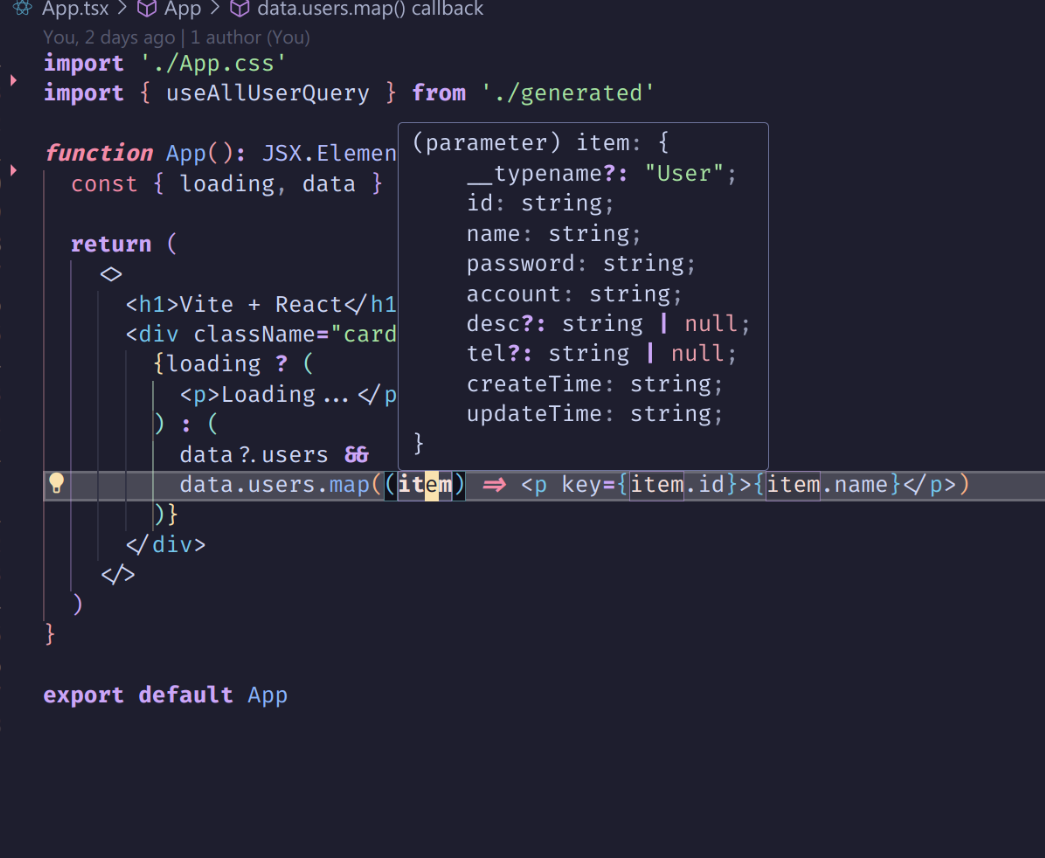 App.tsx > App > data.users.map() callback
You, 2 days ago | 1 author (You)
import './App.css'
import { useAllUserQuery } from './generated'
function App(): JSX.Elemen
const { loading, data }
return (
<>
<h1>Vite + React</h1
<div className="card
{loading ? (
<p>Loading...</p
) : (
data?.users &&
data.users.map((item) => <p key={item.id}>{item.name}</p>)
)}
</div>
</>
)
}
export default App
(parameter) item: {
__typename?: "User";
id: string;
name: string;
password: string;
account: string;
desc?: string | null;
tel?: string | null;
createTime: string;
updateTime: string;
}